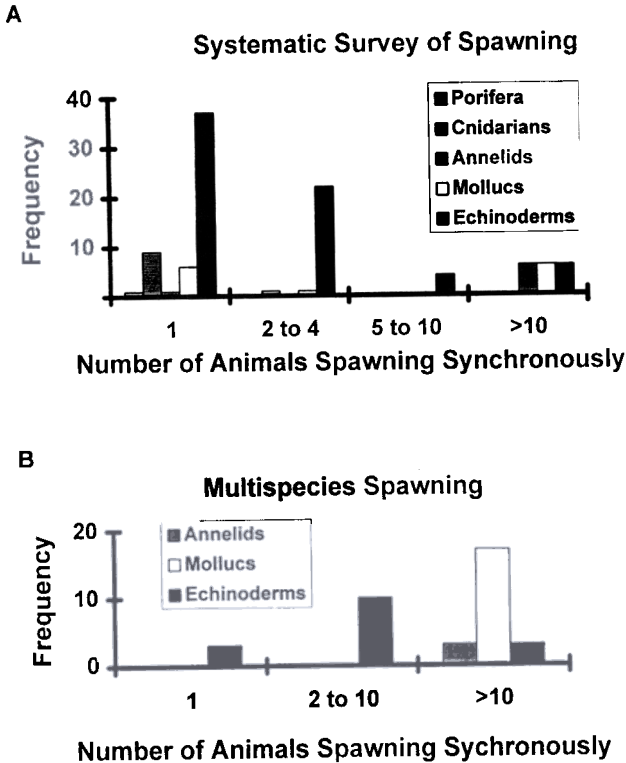 A
Systematic Survey of Spawning
Frequency
40
30
20
10
Porifera
Cnidarians
Annelids
Mollucs
Echinoderms
1
2 to 4
5 to 10
>10
Number of Animals Spawning Synchronously
B
Multispecies Spawning
Frequency
20
10
0
Annelids
Mollucs
Echinoderms
1
2 to 10
>10
Number of Animals Spawning Sychronously